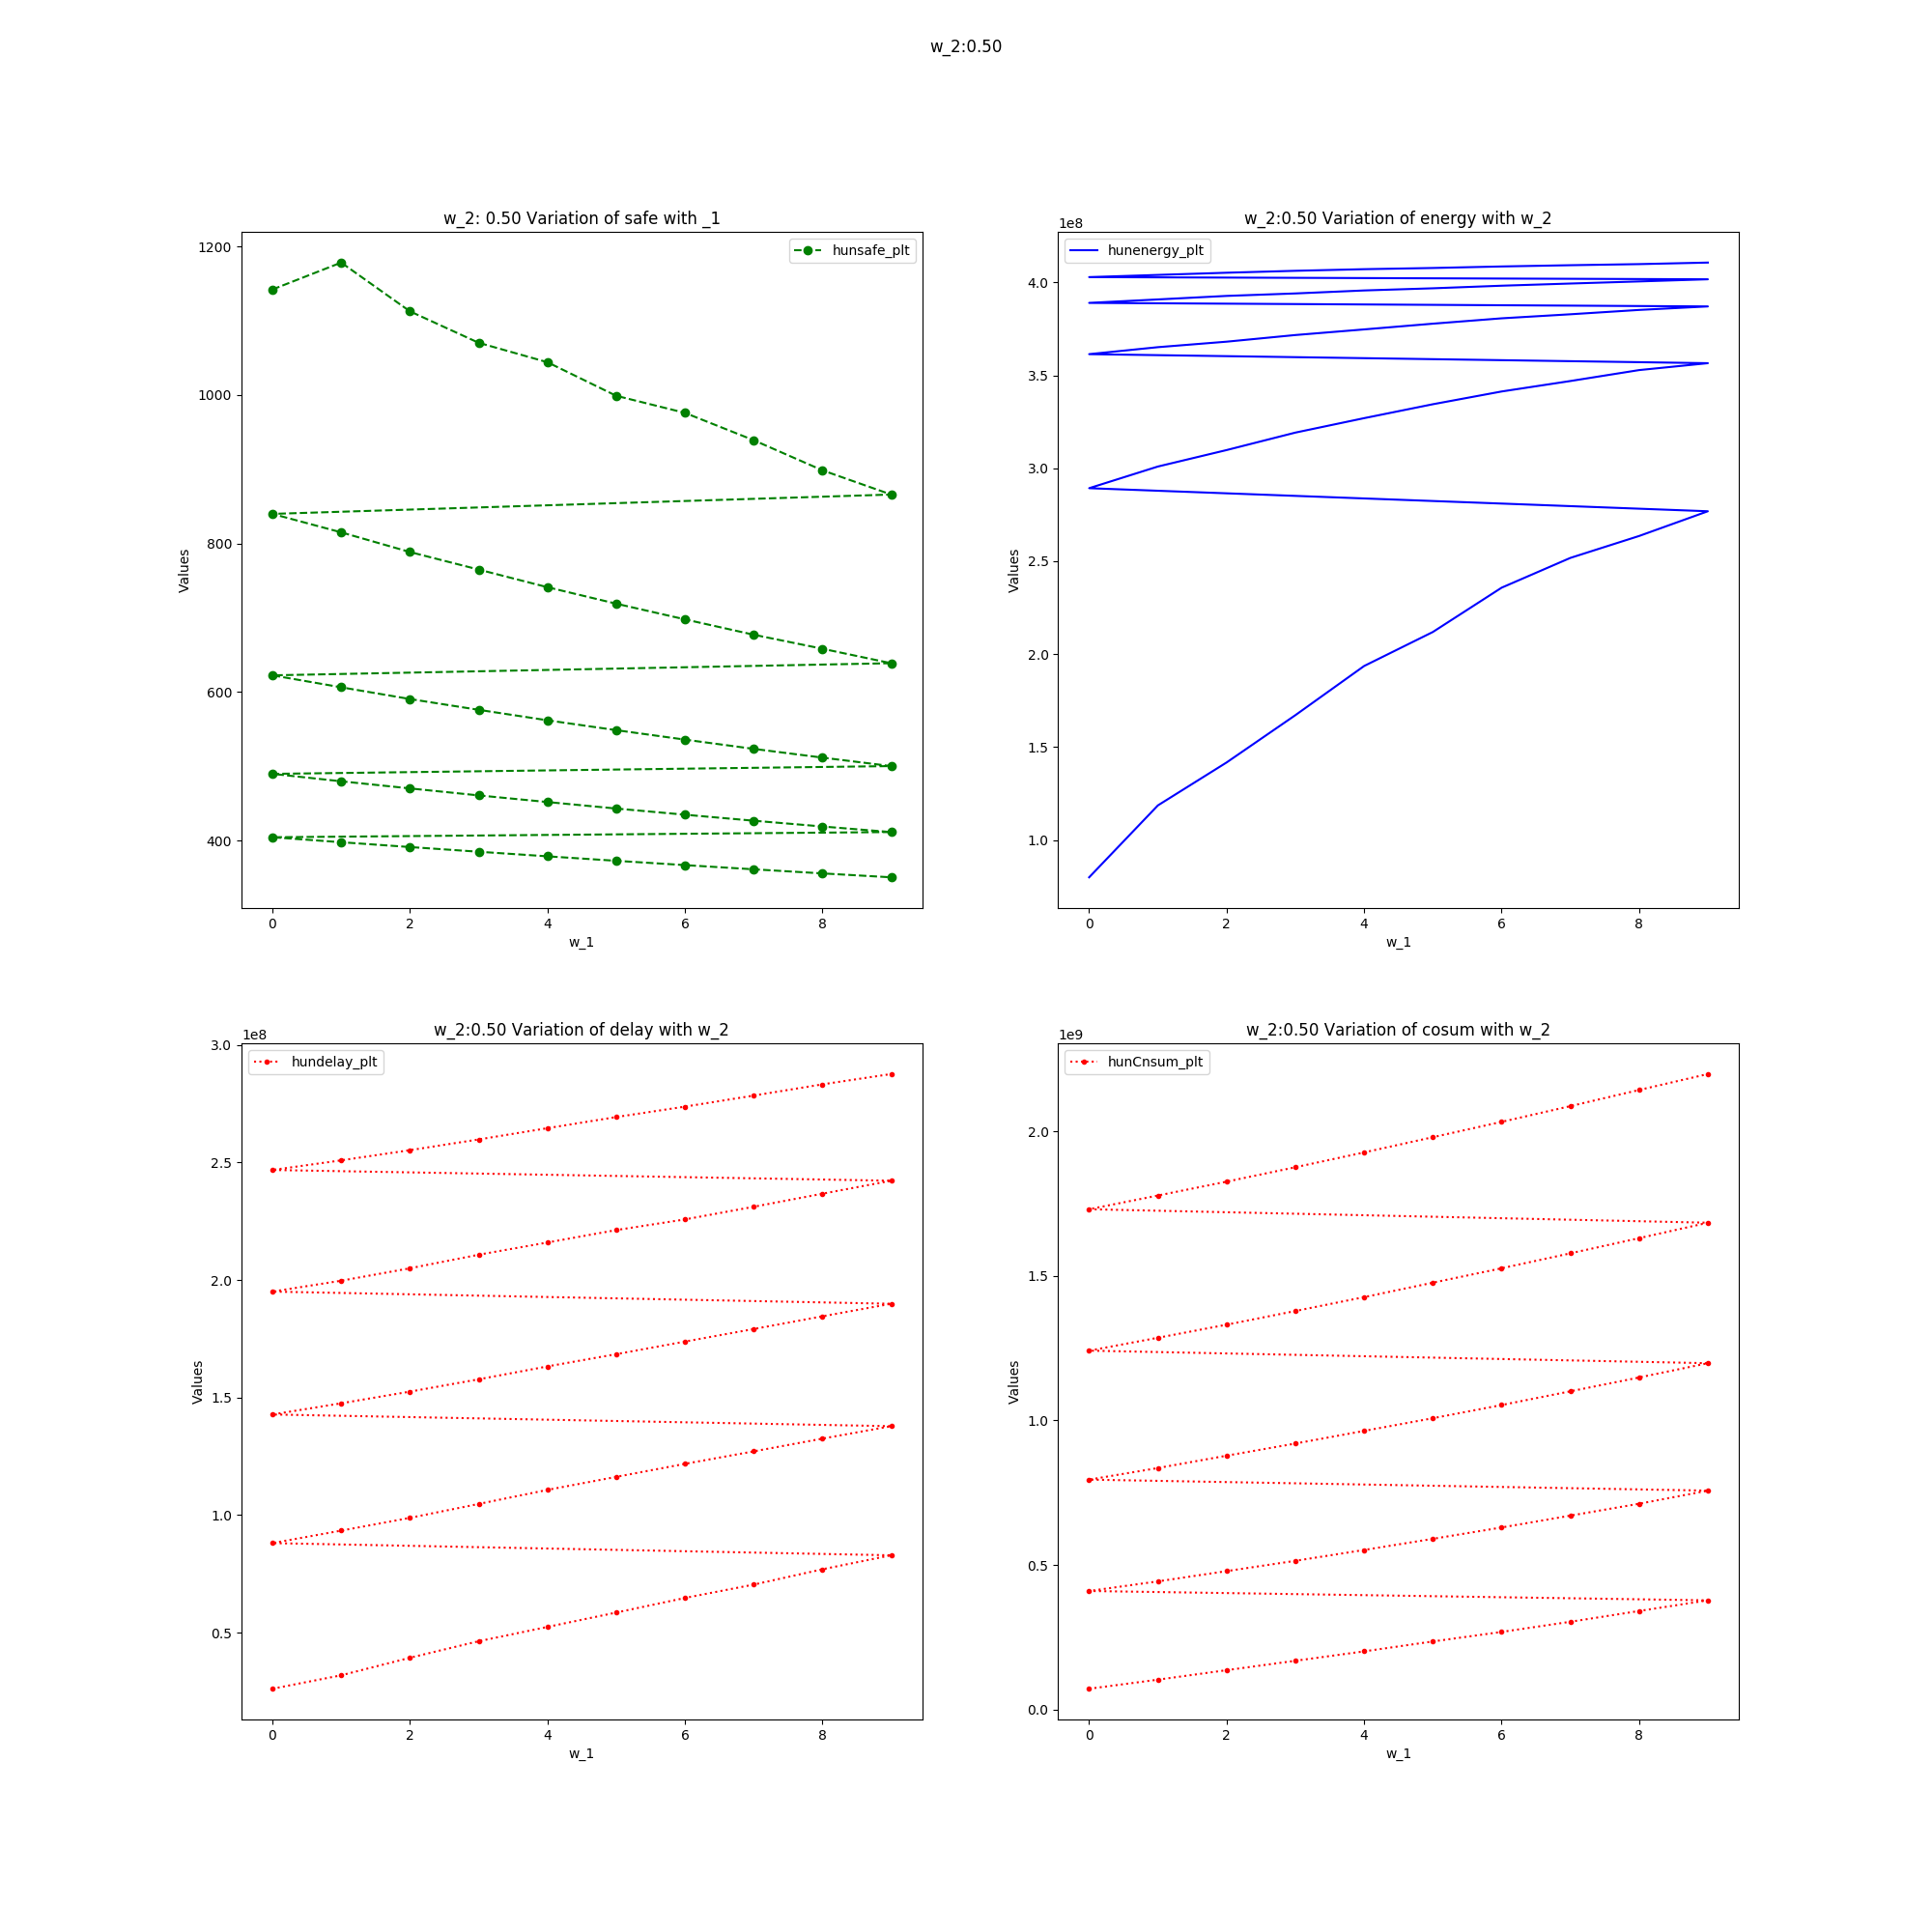 w_2:0.50
w_2: 0.50 Variation of safe with _1
hunsafe_plt
1200
1000
800
600
400
Values
0 2 4 6 8
w_1
w_2:0.50 Variation of energy with w_2
1e8
hunenergy_plt
4.0
3.5
3.0
2.5
2.0
1.5
1.0
Values
0 2 4 6 8
w_1
w_2:0.50 Variation of delay with w_2
1e8
hundelay_plt
3.0
2.5
2.0
1.5
1.0
0.5
Values
0 2 4 6 8
w_1
w_2:0.50 Variation of cosum with w_2
1e9
hunCnsum_plt
2.0
1.5
1.0
0.5
0.0
Values
0 2 4 6 8
w_1